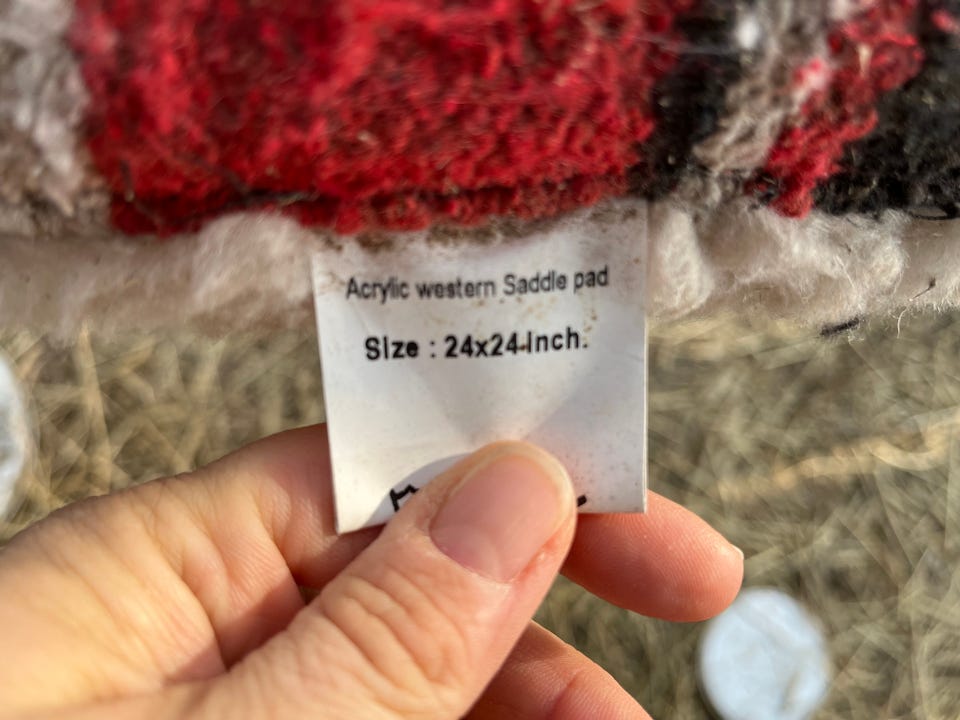 Acrylic western Saddle pad
Size : 24x24 Inch.